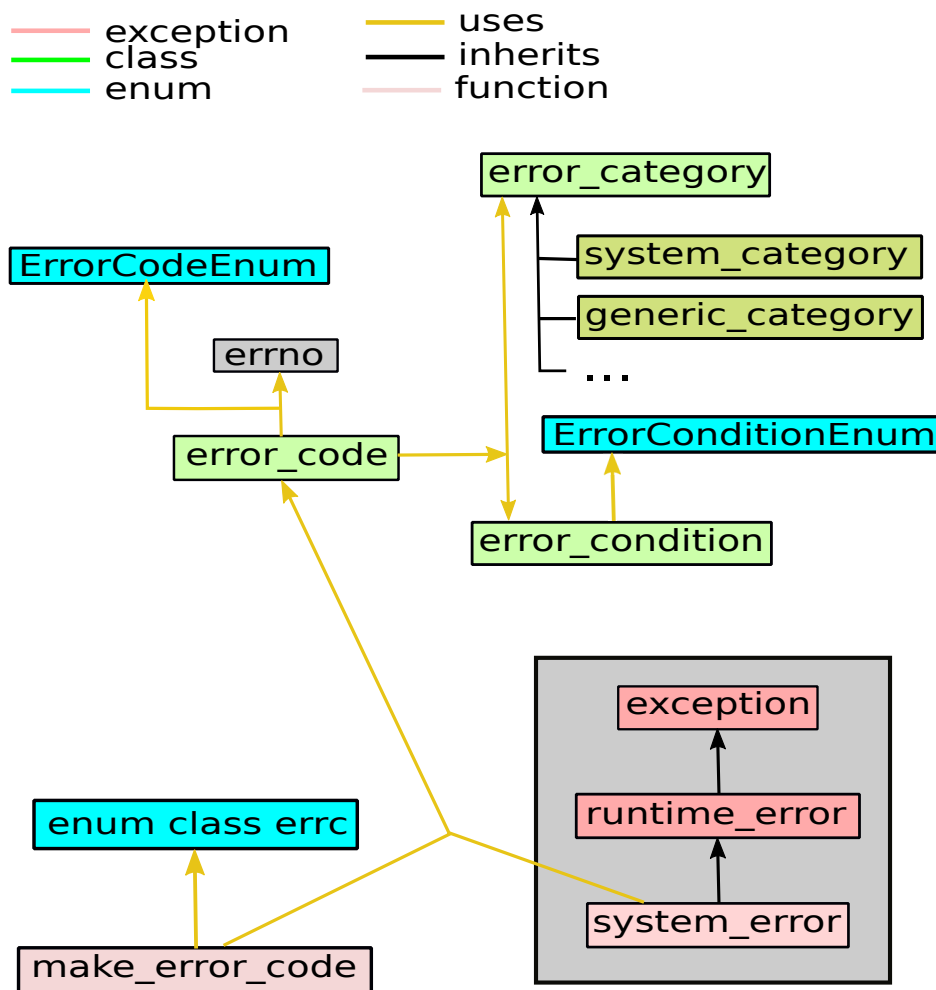 exception
class
enum
uses
inherits
function
error_category
system_category
generic_category
...
ErrorCodeEnum
errno
error_code
ErrorConditionEnum
error_condition
exception
runtime_error
system_error
enum class errc
make_error_code